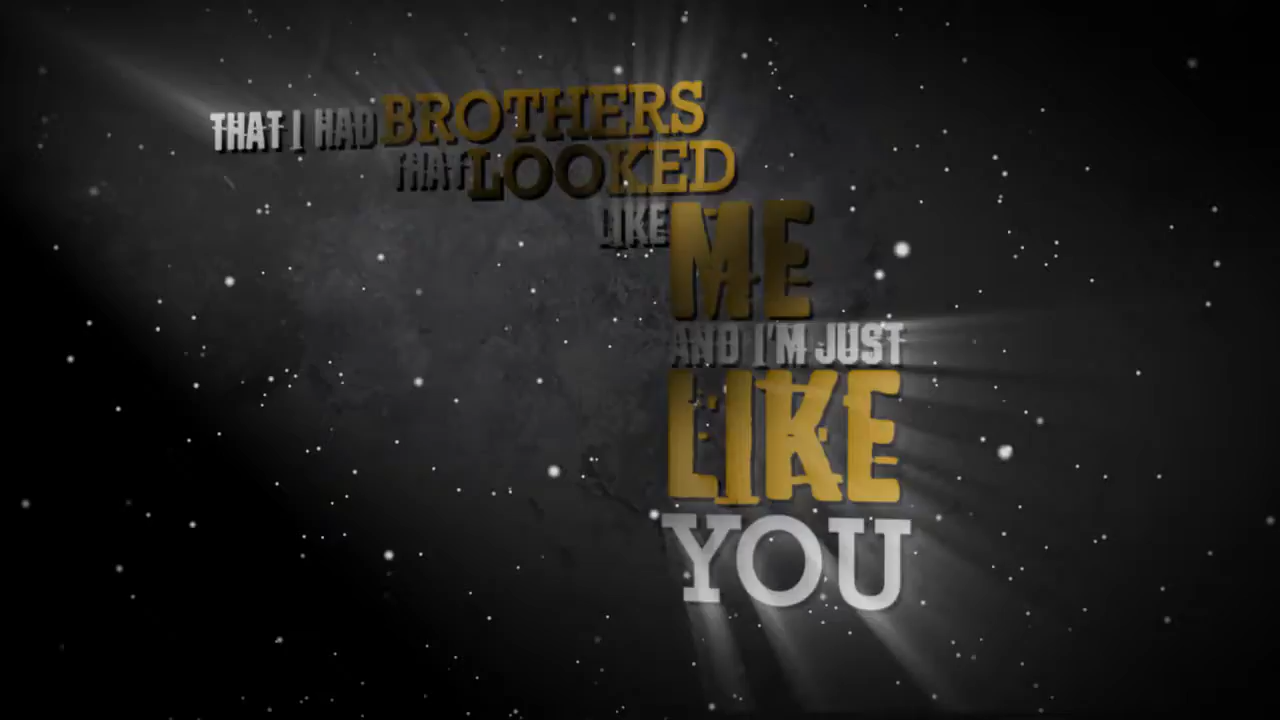 THAT I HAD BROTHERS
THAT LOOKED
LIKE ME
AND I'M JUST
LIKE
YOU